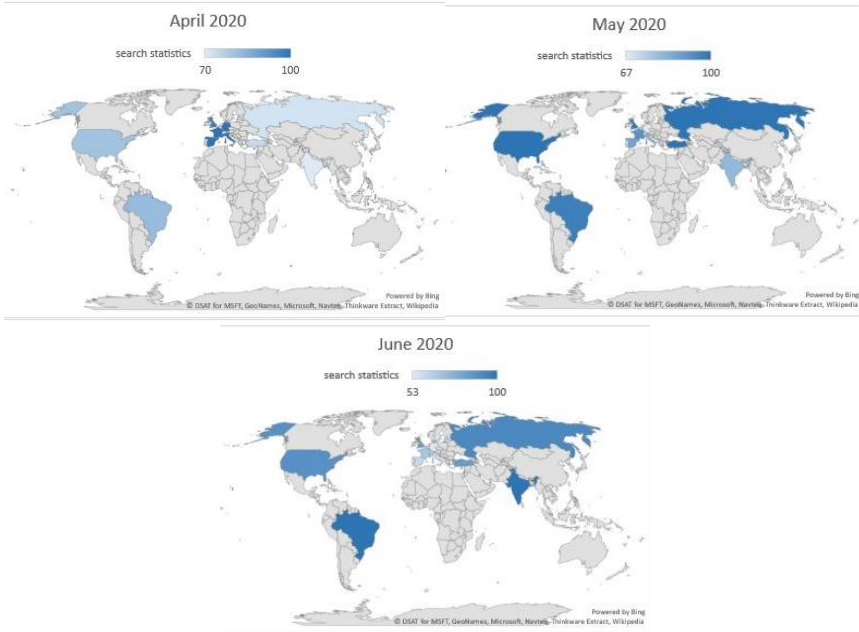 April 2020
search statistics
70 100
Powered by Bing
© DSAT for MSFT, GeoNames, Microsoft, Navteq, Thinkware Extract, Wikipedia
May 2020
search statistics
67 100
Powered by Bing
© DSAT for MSFT, GeoNames, Microsoft, Navteq, Thinkware Extract, Wikipedia
June 2020
search statistics
53 100
Powered by Bing
© DSAT for MSFT, GeoNames, Microsoft, Navteq, Thinkware Extract, Wikipedia